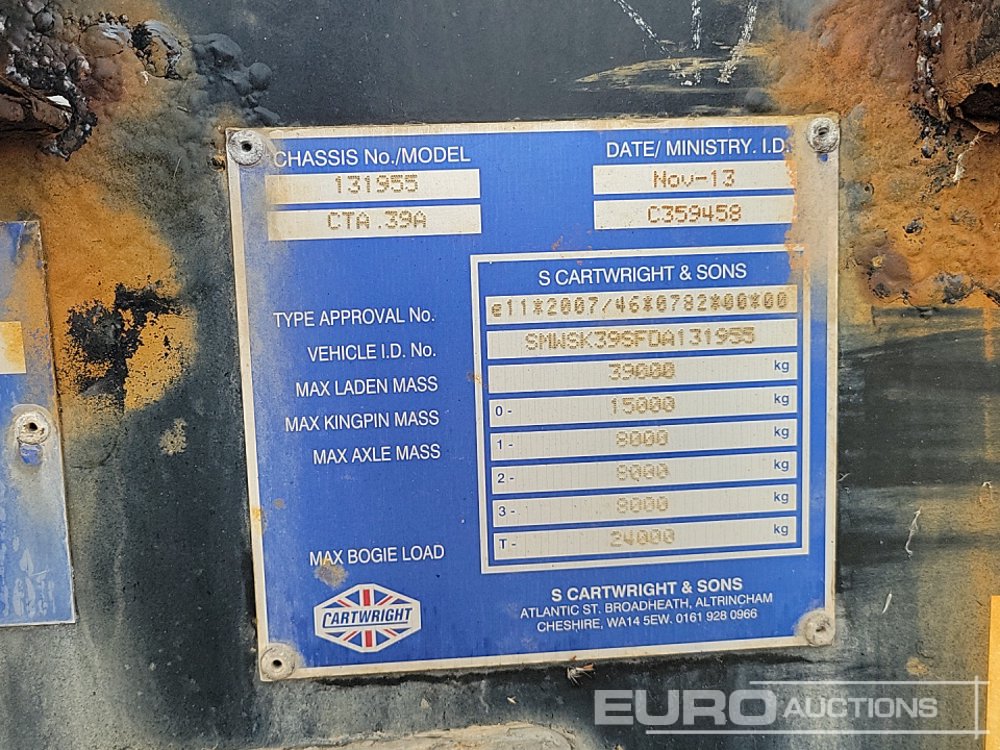 CHASSIS No./MODEL
DATE/ MINISTRY. I.D.
131955
Nov-13
CTA.39A
C359458
S CARTWRIGHT & SONS
TYPE APPROVAL No.
e11*2007/46*0782*00*00
VEHICLE I.D. No.
SMWSK39SFDA131955
MAX LADEN MASS
39000 kg
MAX KINGPIN MASS
0- 15000 kg
MAX AXLE MASS
1- 8000 kg
2- 8000 kg
3- 8000 kg
MAX BOGIE LOAD
T- 24000 kg
CARTWRIGHT
S CARTWRIGHT & SONS
ATLANTIC ST. BROADHEATH, ALTRINCHAM
CHESHIRE, WA14 5EW. 0161 928 0966
EURO AUCTIONS